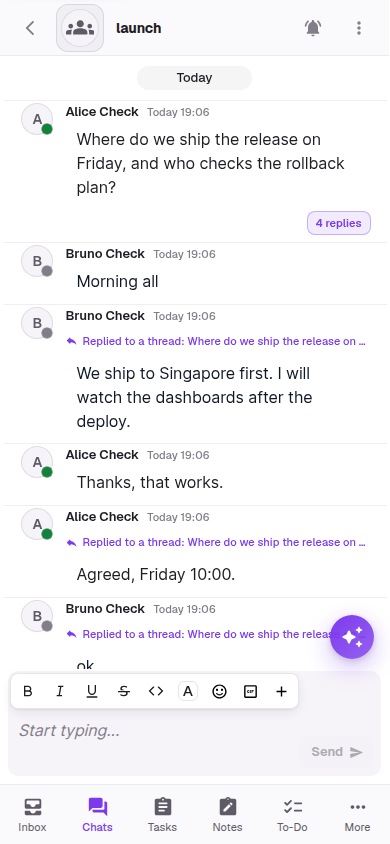 launch
Today
A
Alice Check Today 19:06
Where do we ship the release on
Friday, and who checks the rollback
plan?
4 replies
B
Bruno Check Today 19:06
Morning all
B
Bruno Check Today 19:06
Replied to a thread: Where do we ship the release on ...
We ship to Singapore first. I will
watch the dashboards after the
deploy.
A
Alice Check Today 19:06
Thanks, that works.
A
Alice Check Today 19:06
Replied to a thread: Where do we ship the release on ...
Agreed, Friday 10:00.
B
Bruno Check Today 19:06
Replied to a thread: Where do we ship the release
ok
B I U S <> A GIF +
Start typing...
Send
Inbox Chats Tasks Notes To-Do More